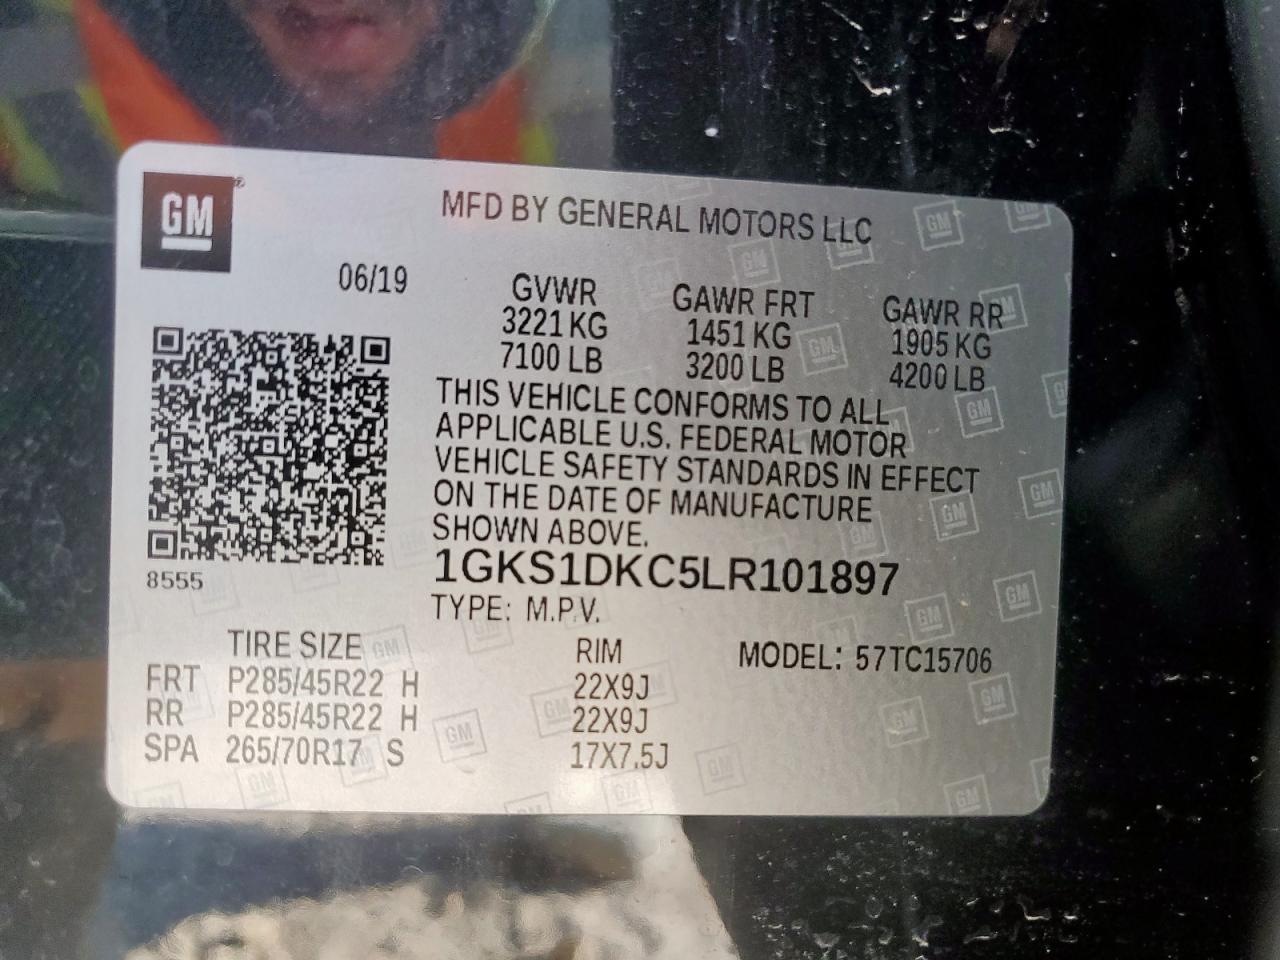 GM
MFD BY GENERAL MOTORS LLC
06/19
GVWR GAWR FRT GAWR RR
3221 KG 1451 KG 1905 KG
7100 LB 3200 LB 4200 LB
THIS VEHICLE CONFORMS TO ALL
APPLICABLE U.S. FEDERAL MOTOR
VEHICLE SAFETY STANDARDS IN EFFECT
ON THE DATE OF MANUFACTURE
SHOWN ABOVE.
8555
1GKS1DKC5LR101897
TYPE: M.P.V.
TIRE SIZE RIM MODEL: 57TC15706
FRT P285/45R22 H 22X9J
RR P285/45R22 H 22X9J
SPA 265/70R17 S 17X7.5J